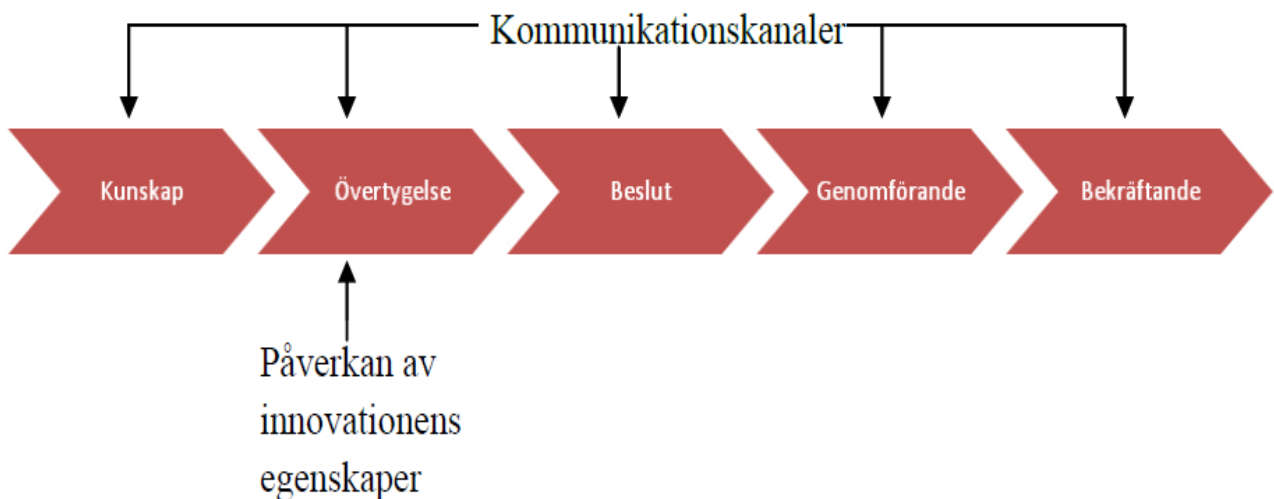 Kommunikationskanaler
Kunskap
Övertygelse
Beslut
Genomförande
Bekräftande
Påverkan av
innovationens
egenskaper